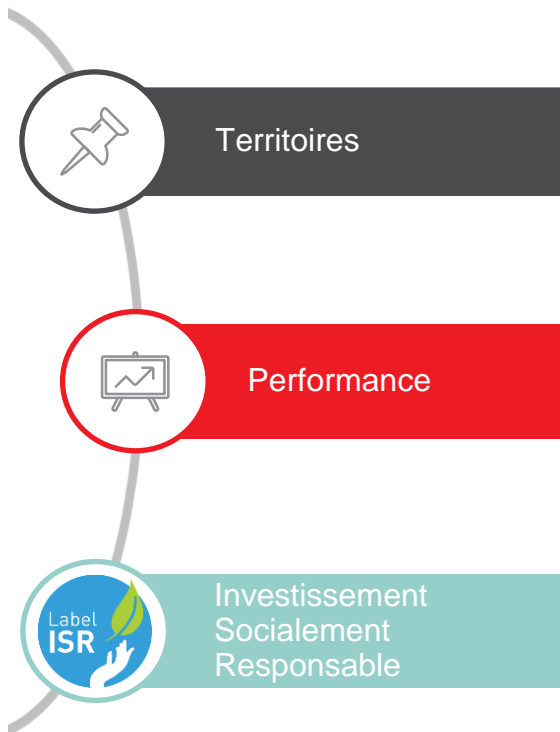 Territoires
Performance
Label
ISR
Investissement
Socialement
Responsable